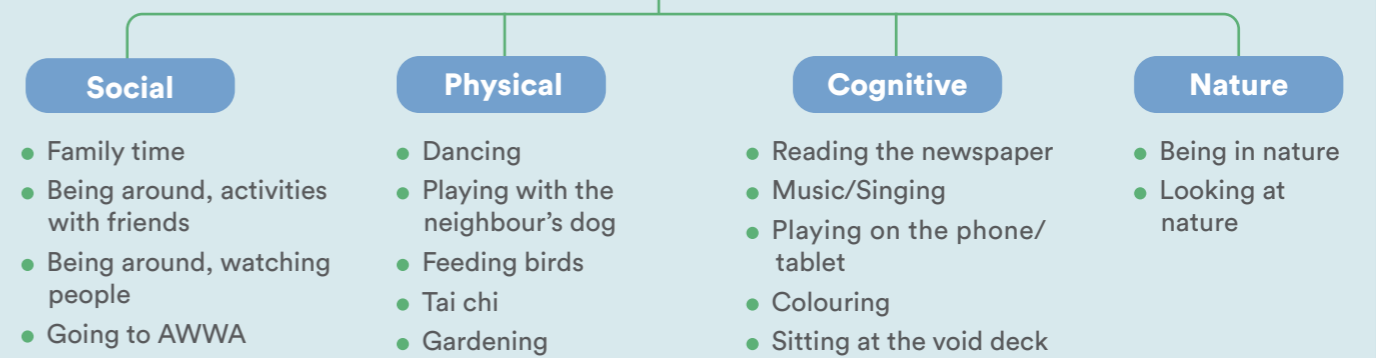 Social
• Family time
• Being around, activities
with friends
• Being around, watching
people
• Going to AWWA
Physical
• Dancing
• Playing with the
neighbour’s dog
• Feeding birds
• Tai chi
• Gardening
Cognitive
• Reading the newspaper
• Music/Singing
• Playing on the phone/
tablet
• Colouring
• Sitting at the void deck
Nature
• Being in nature
• Looking at
nature